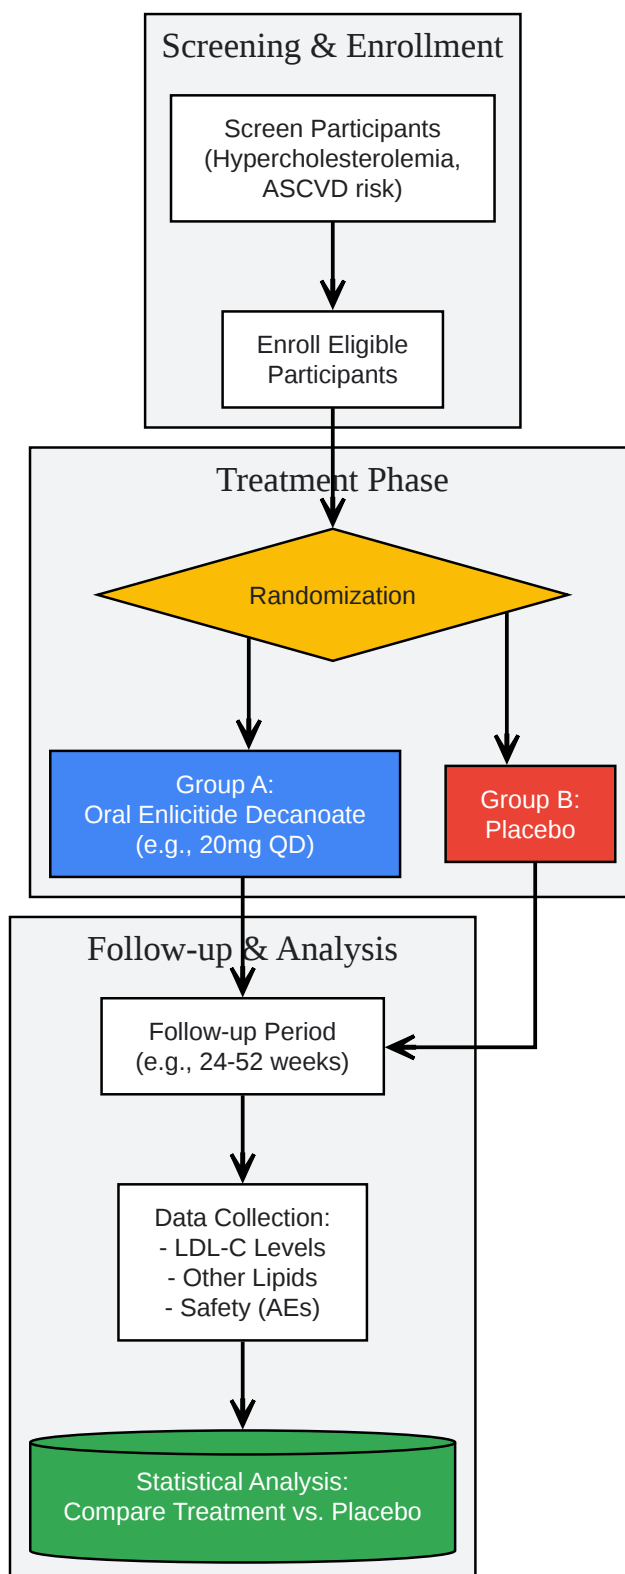 Screening & Enrollment
Screen Participants
(Hypercholesterolemia,
ASCVD risk)
Enroll Eligible
Participants
Treatment Phase
Randomization
Group A:
Oral Enlicitide Decanoate
(e.g., 20mg QD)
Group B:
Placebo
Follow-up & Analysis
Follow-up Period
(e.g., 24-52 weeks)
Data Collection:
- LDL-C Levels
- Other Lipids
- Safety (AEs)
Statistical Analysis:
Compare Treatment vs. Placebo